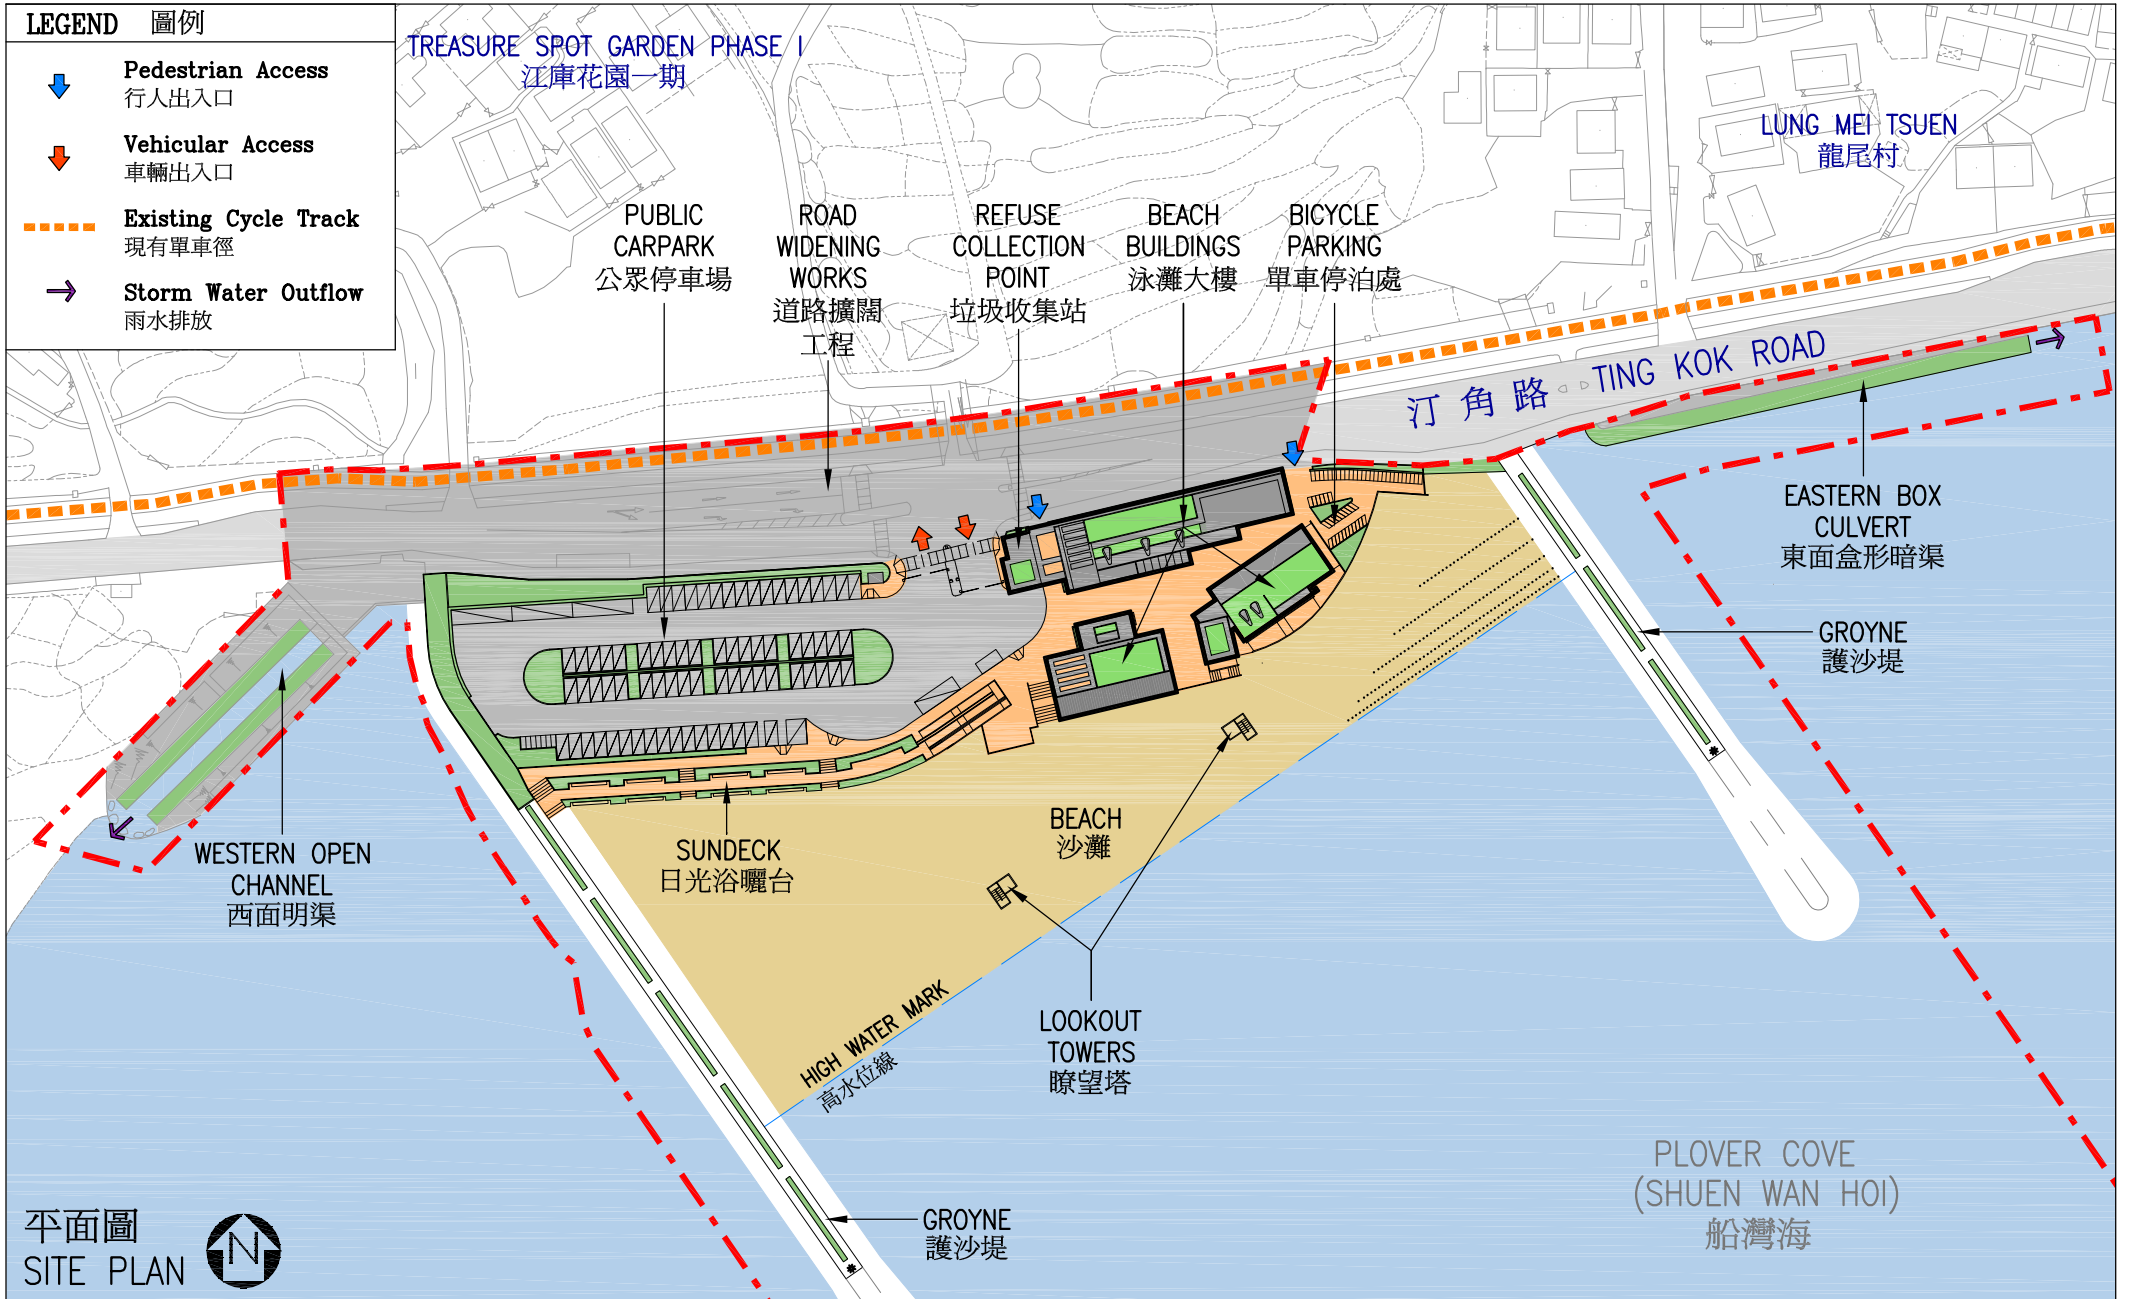 LEGEND 圖例
Pedestrian Access
行人出入口
Vehicular Access
車輛出入口
Existing Cycle Track
現有單車徑
Storm Water Outflow
雨水排放
TREASURE SPOT GARDEN PHASE I
江庫花園一期
LUNG MEI TSUEN
龍尾村
PUBLIC
CARPARK
公眾停車場
ROAD
WIDENING
WORKS
道路擴闊
工程
REFUSE
COLLECTION
POINT
垃圾收集站
BEACH
BUILDINGS
泳灘大樓
BICYCLE
PARKING
單車停泊處
汀角路 TING KOK ROAD
EASTERN BOX
CULVERT
東面盒形暗渠
GROYNE
護沙堤
WESTERN OPEN
CHANNEL
西面明渠
SUNDECK
日光浴曬台
BEACH
沙灘
LOOKOUT
TOWERS
瞭望塔
HIGH WATER MARK
高水位線
GROYNE
護沙堤
PLOVER COVE
(SHUEN WAN HOI)
船灣海
平面圖
SITE PLAN
N